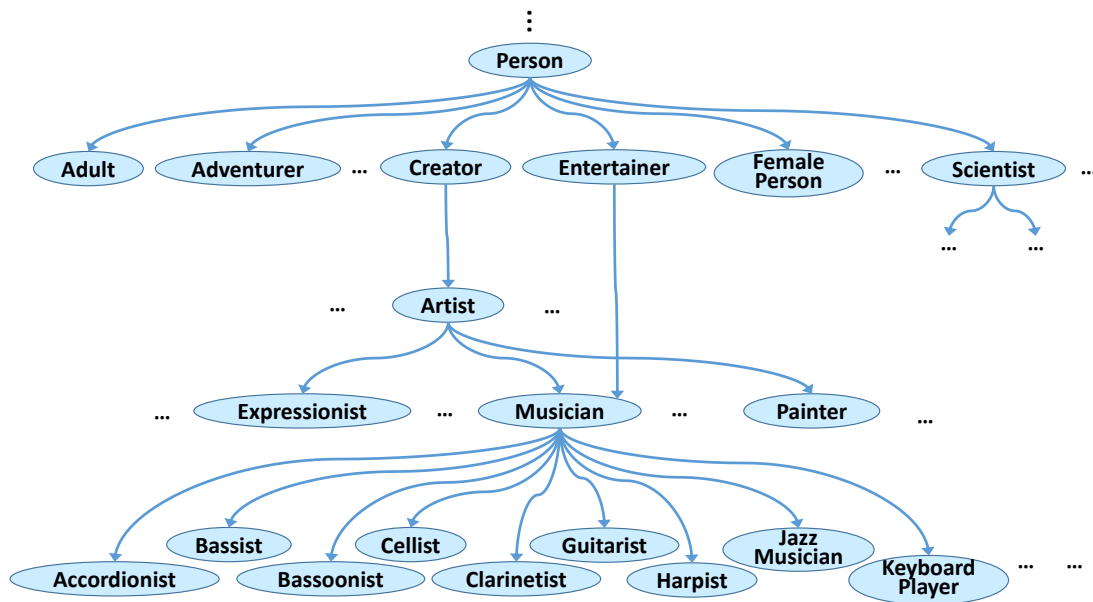 ⋮
Person
Adult
Adventurer
...
Creator
Entertainer
Female
Person
...
Scientist
...
...
...
...
Artist
...
...
Expressionist
...
Musician
...
Painter
...
Bassist
Cellist
Guitarist
Jazz
Musician
Accordionist
Bassoonist
Clarinetist
Harpist
Keyboard
Player
...
...